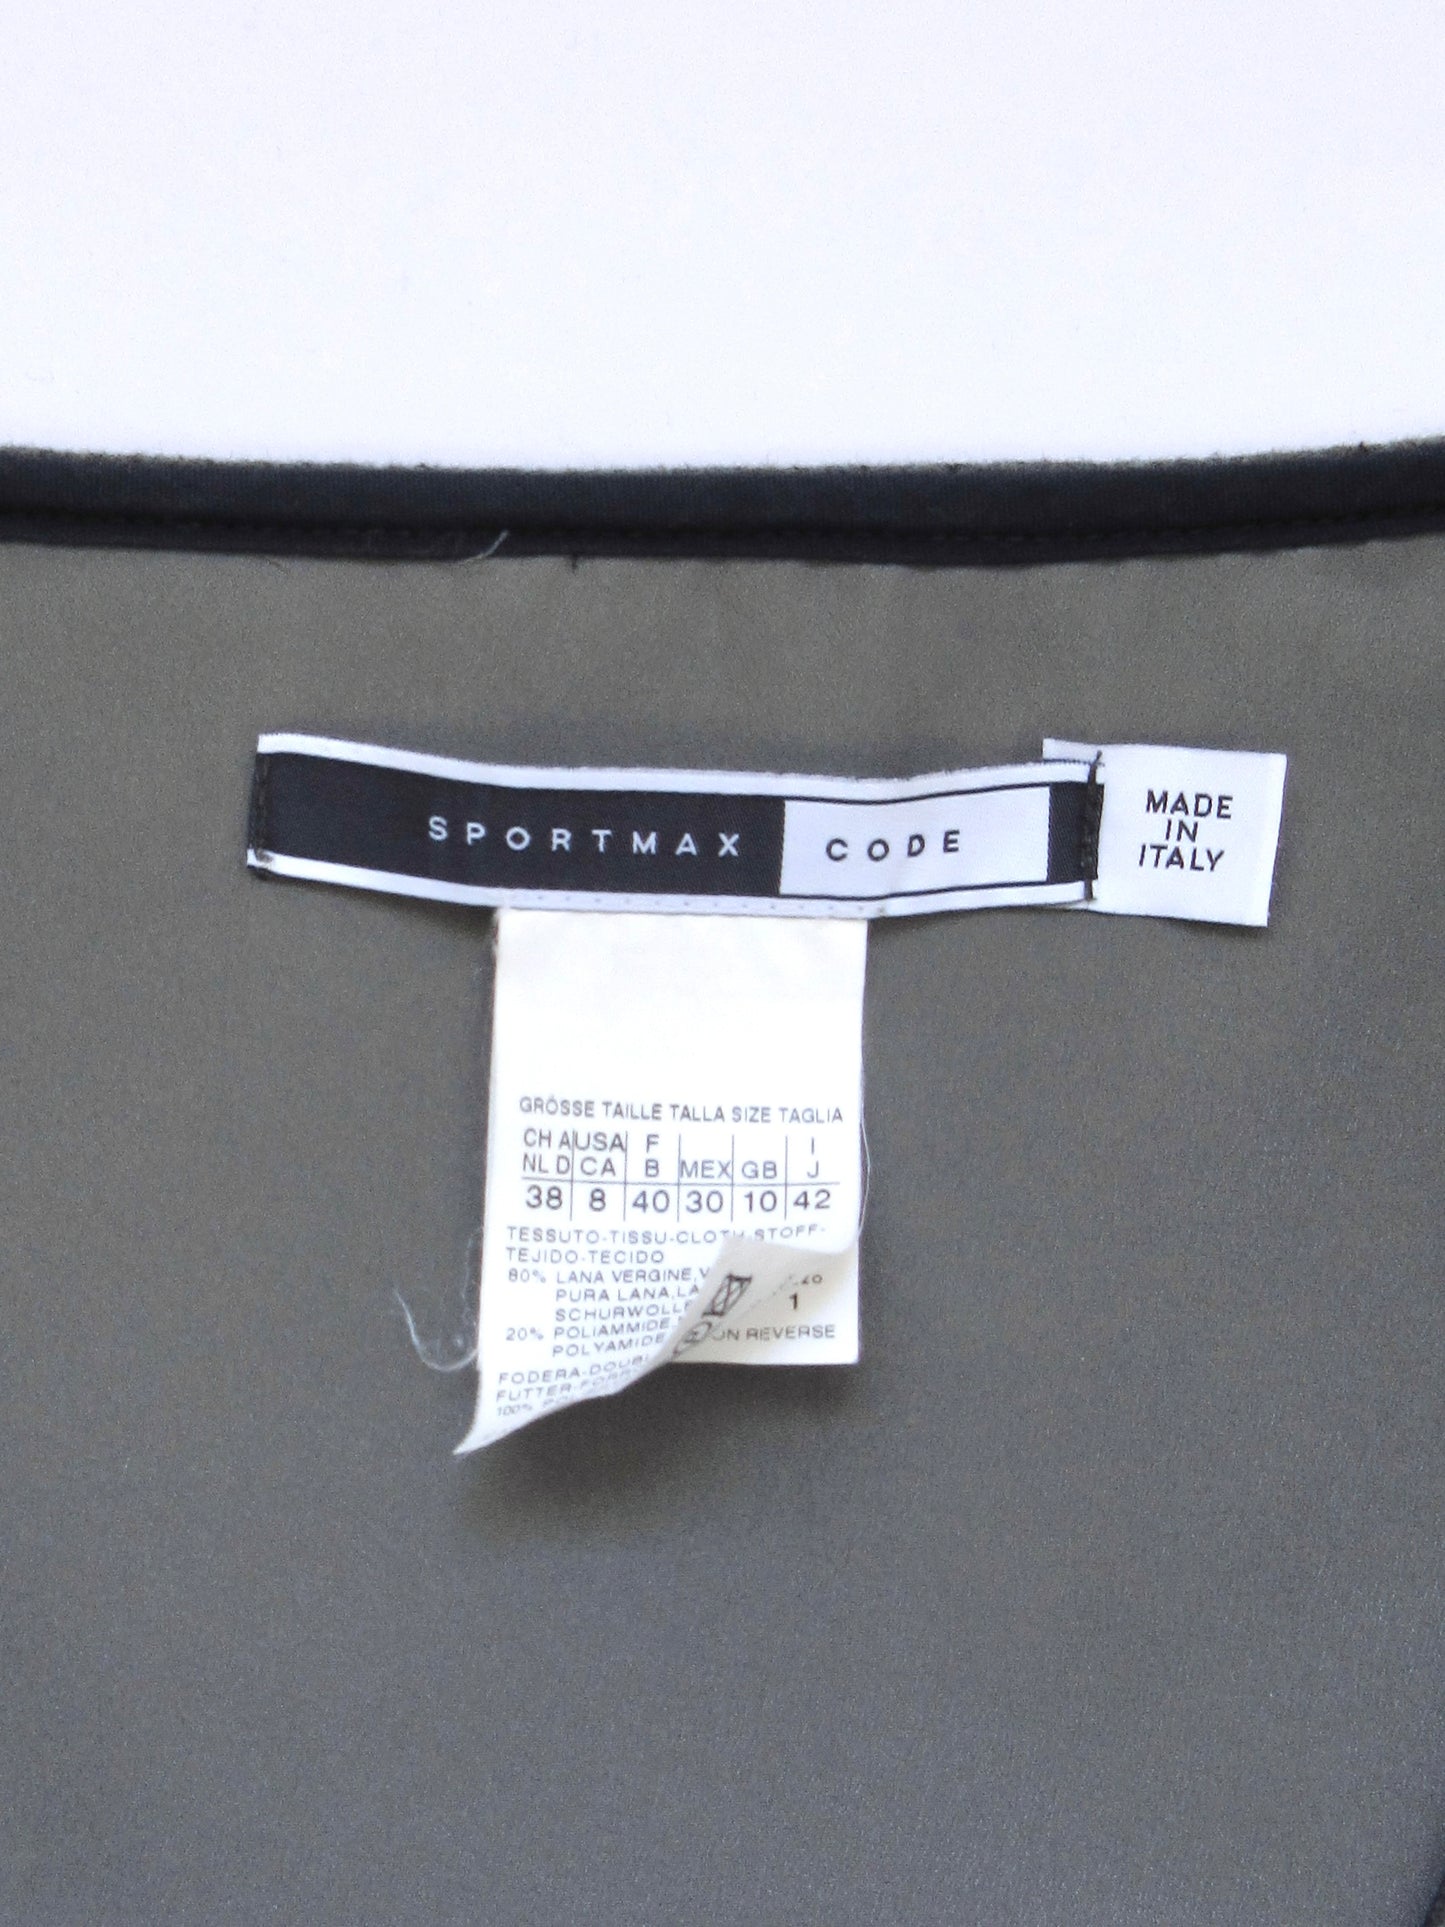 SPORTMAX CODE
MADE
IN
ITALY
GRÖSSE TAILLE TALLA SIZE TAGLIA
CH A USA F I
NL D CA B MEX GB J
38 8 40 30 10 42
TESSUTO-TISSU-CLOTH-STOFF-
TEJIDO-TECIDO
80% LANA VERGINE,
PURA LANA,
SCHURWOLLE
1
20% POLIAMMIDE
REVERSE
POLYAMIDE
FODERA-
FUTTER-
100%